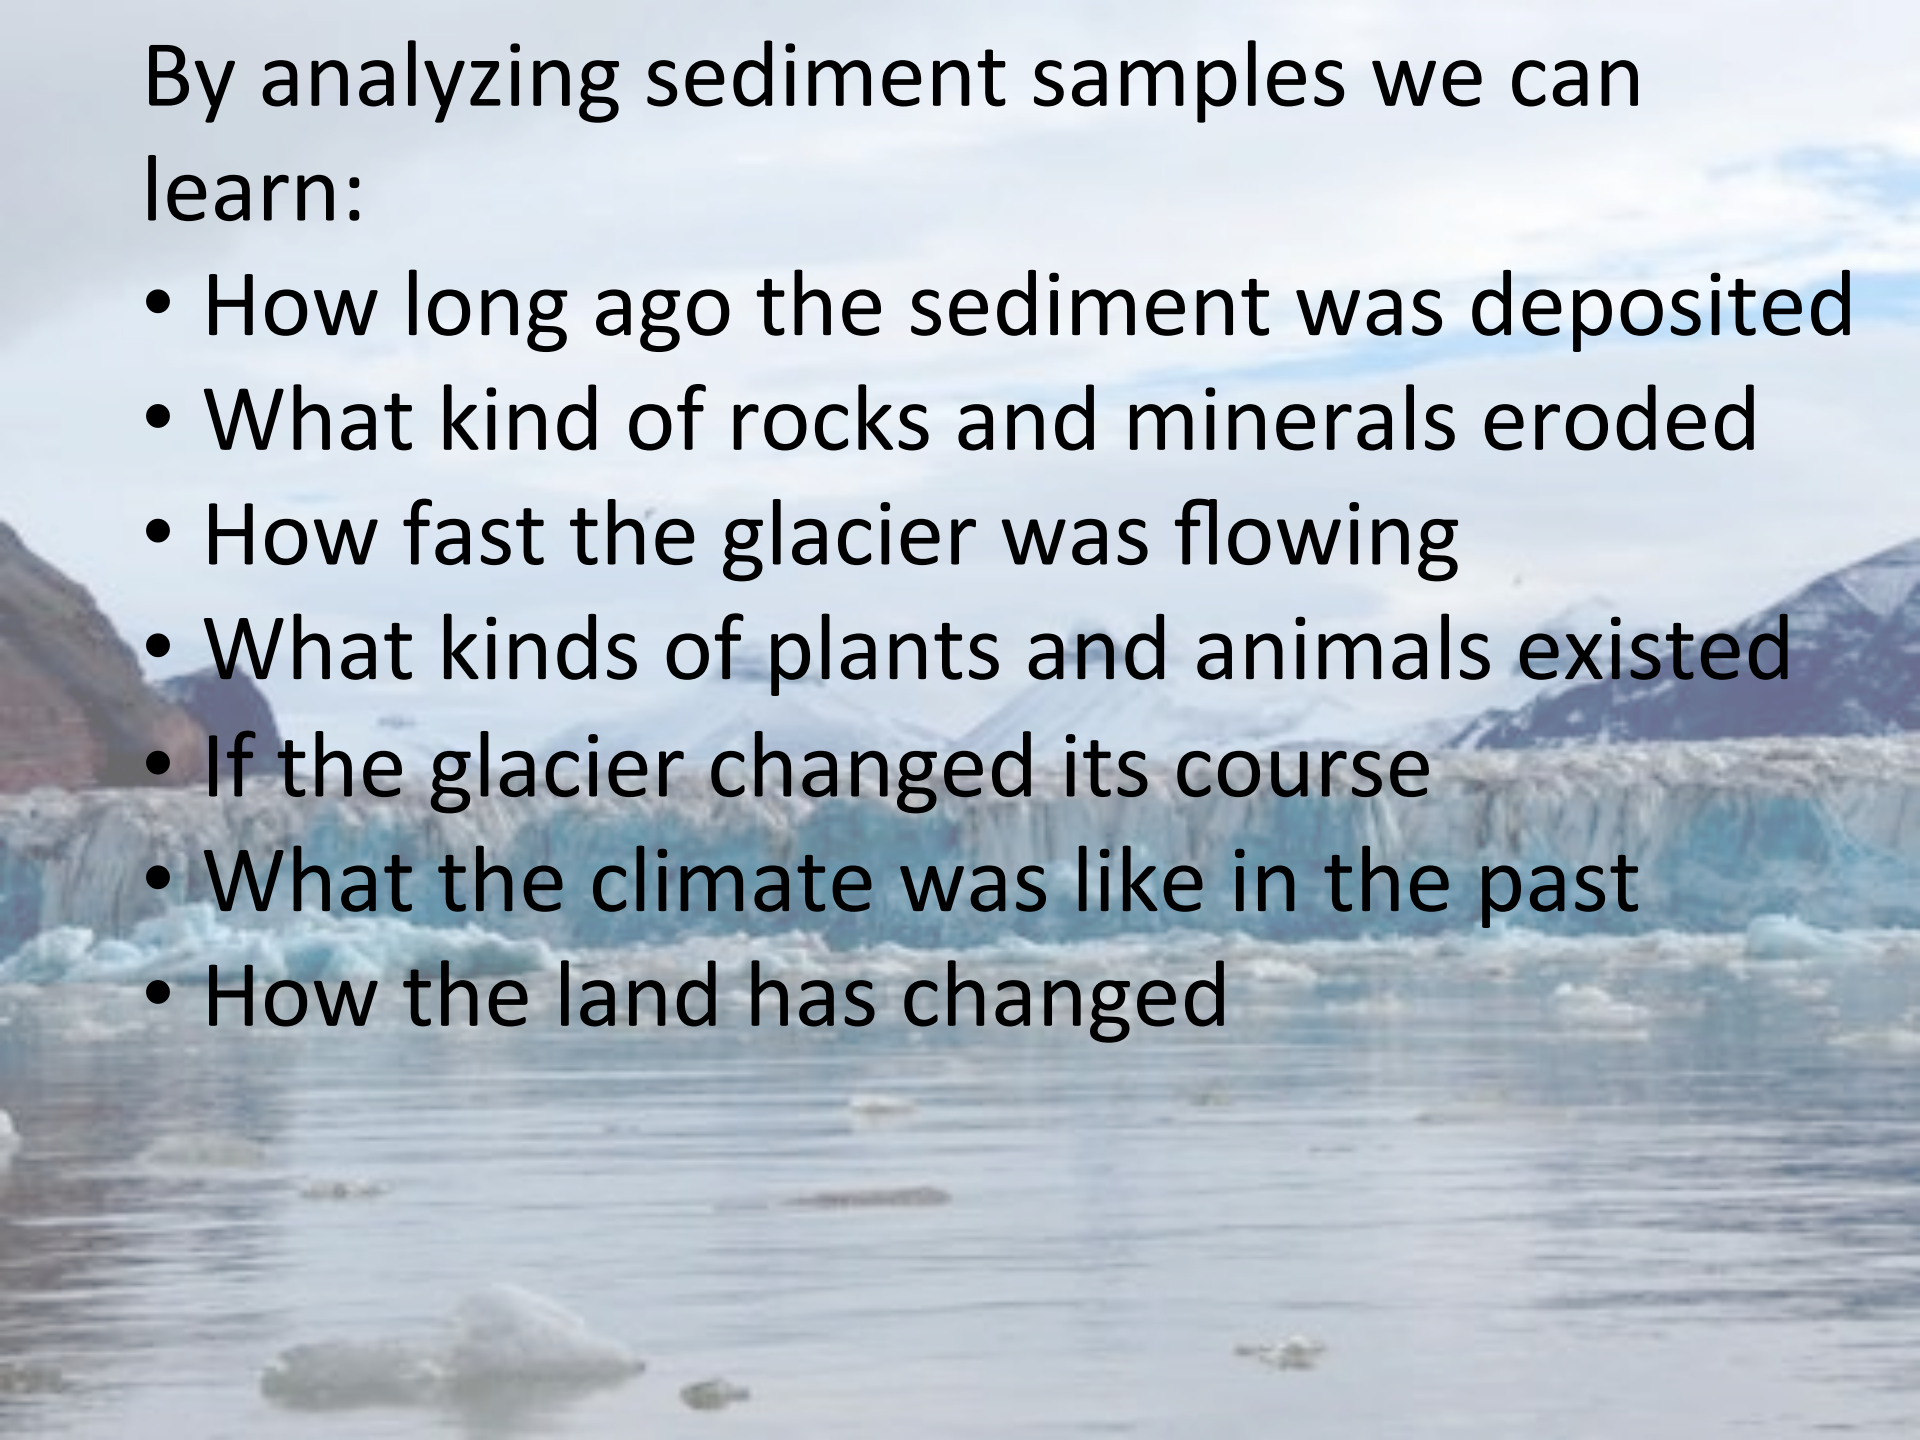 By analyzing sediment samples we can
learn:
• How long ago the sediment was deposited
• What kind of rocks and minerals eroded
• How fast the glacier was flowing
• What kinds of plants and animals existed
• If the glacier changed its course
• What the climate was like in the past
• How the land has changed